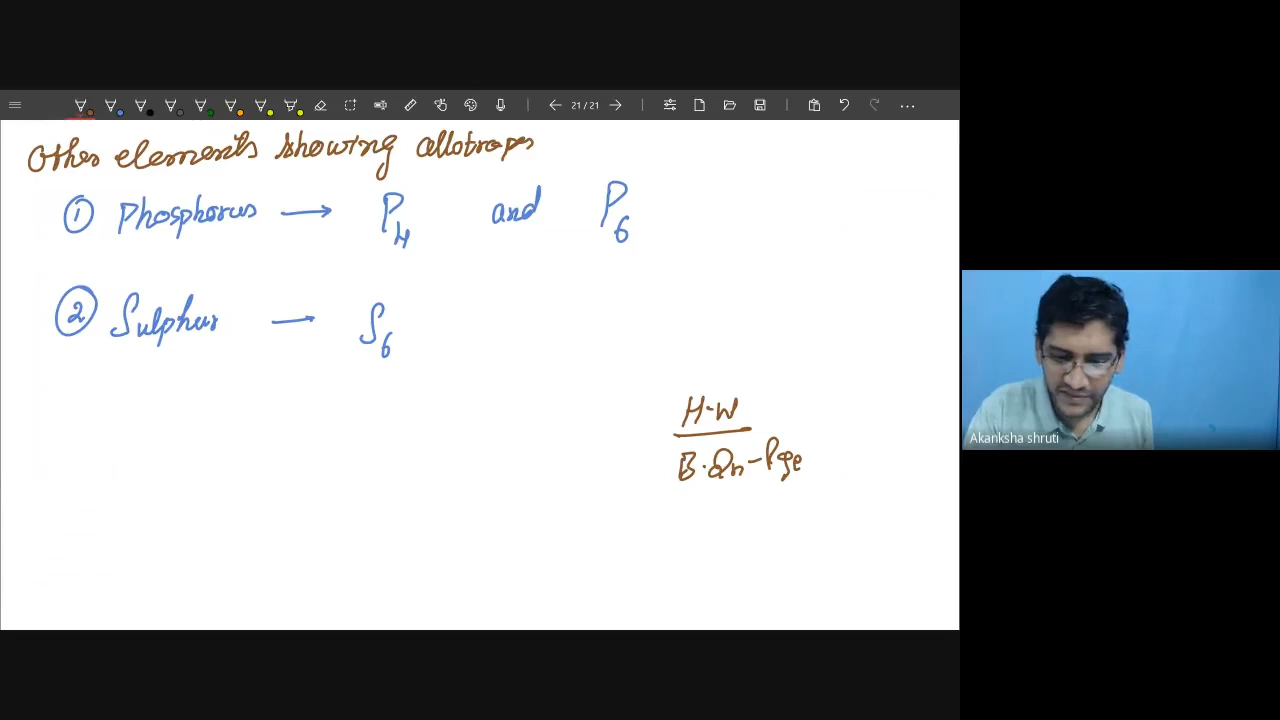 21/21
Other elements showing allotropes
① Phosphorus → P₄ and P₆
② Sulphur → S₆
H.W
B.Qn - Pge
Akanksha shruti